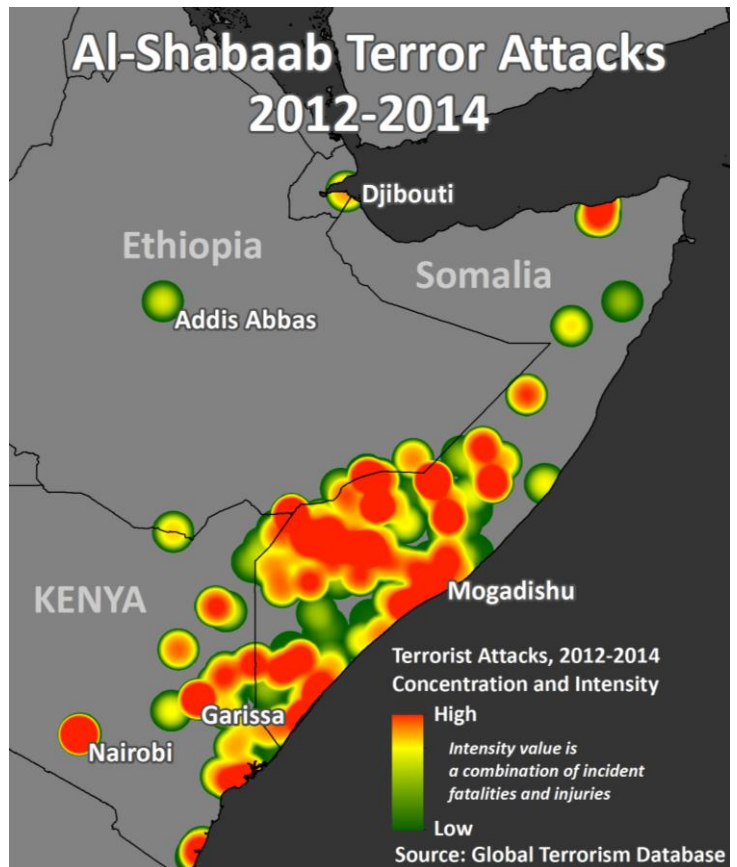 Al-Shabaab Terror Attacks
2012-2014
Djibouti
Ethiopia
Somalia
Addis Abbas
KENYA
Mogadishu
Garissa
Nairobi
Terrorist Attacks, 2012-2014
Concentration and Intensity
High
Intensity value is
a combination of incident
fatalities and injuries
Low
Source: Global Terrorism Database